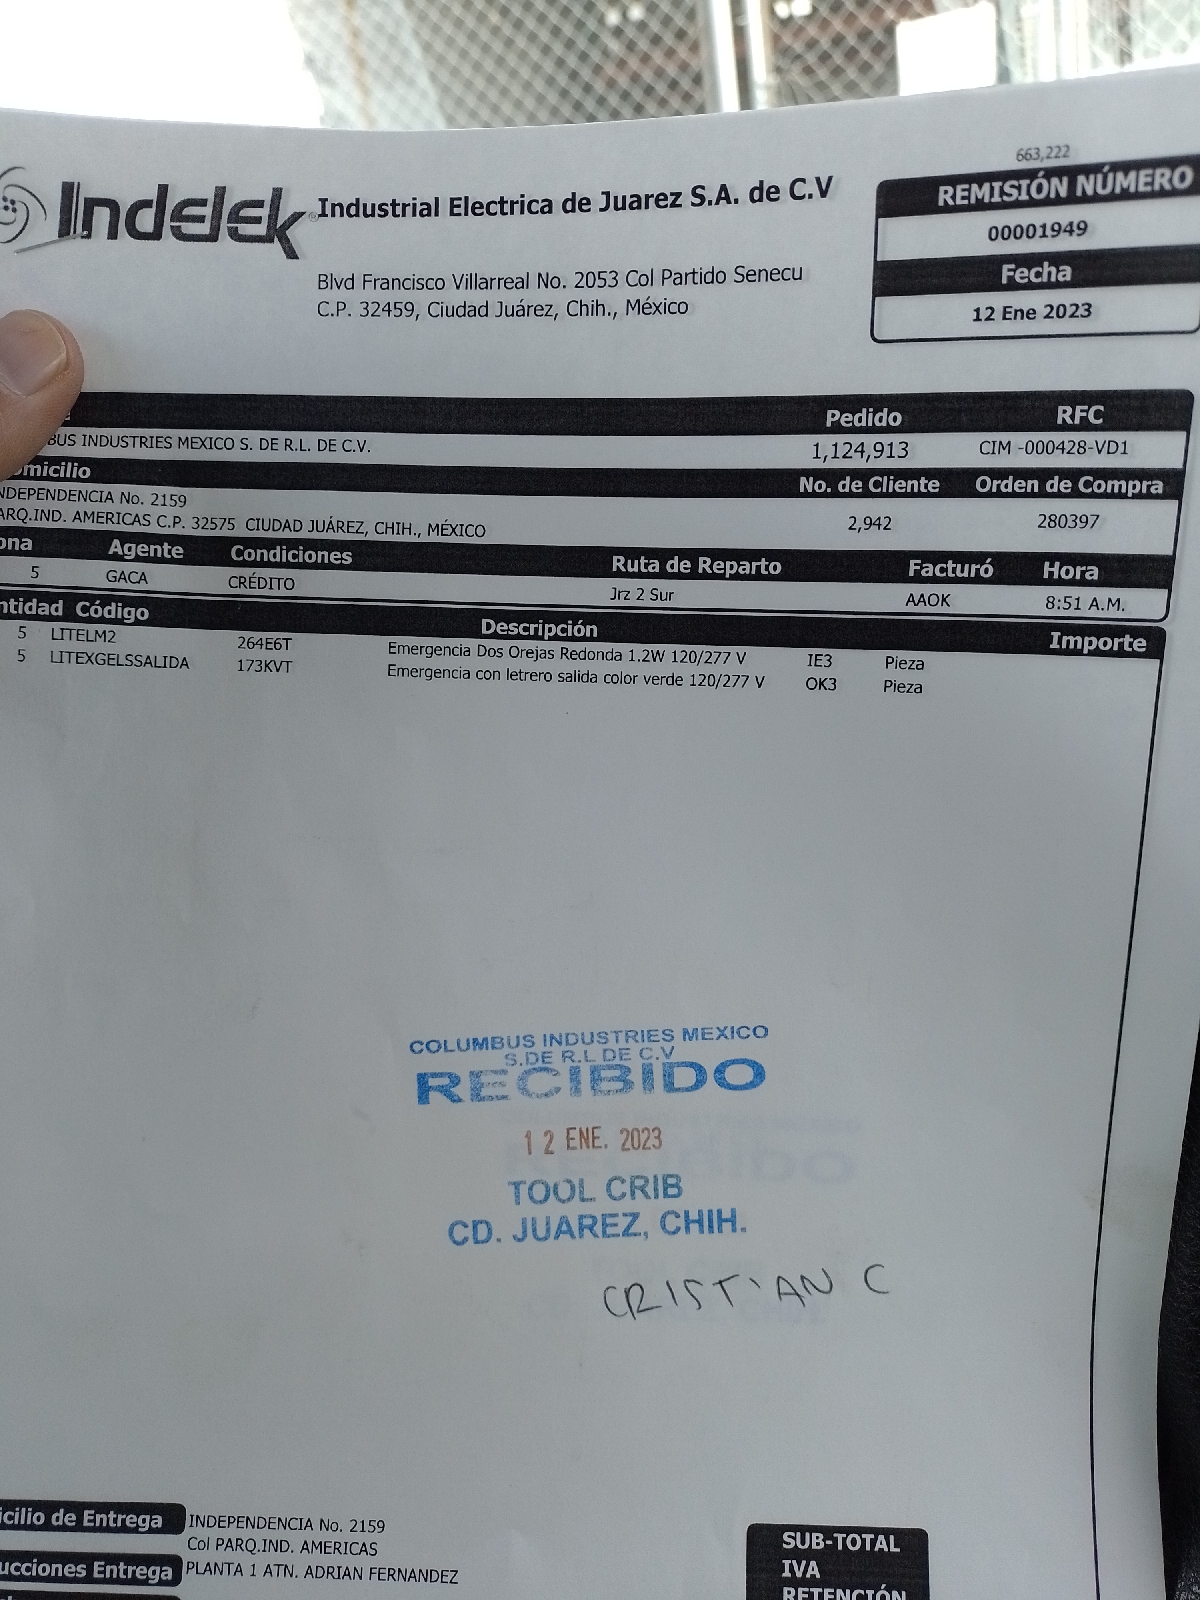 663,222
Indelek® Industrial Electrica de Juarez S.A. de C.V
REMISIÓN NÚMERO
00001949
Blvd Francisco Villarreal No. 2053 Col Partido Senecu
C.P. 32459, Ciudad Juárez, Chih., México
Fecha
12 Ene 2023
Pedido RFC
BUS INDUSTRIES MEXICO S. DE R.L. DE C.V. 1,124,913 CIM -000428-VD1
omicilio No. de Cliente Orden de Compra
NDEPENDENCIA No. 2159
ARQ.IND. AMERICAS C.P. 32575 CIUDAD JUÁREZ, CHIH., MÉXICO 2,942 280397
ona Agente Condiciones Ruta de Reparto Facturó Hora
5 GACA CRÉDITO Jrz 2 Sur AAOK 8:51 A.M.
ntidad Código Descripción Importe
5 LITELM2 264E6T Emergencia Dos Orejas Redonda 1.2W 120/277 V IE3 Pieza
5 LITEXGELSSALIDA 173KVT Emergencia con letrero salida color verde 120/277 V OK3 Pieza
COLUMBUS INDUSTRIES MEXICO
S.DE R.L DE C.V
RECIBIDO
12 ENE. 2023
TOOL CRIB
CD. JUAREZ, CHIH.
CRISTIAN C
icilio de Entrega INDEPENDENCIA No. 2159
Col PARQ.IND. AMERICAS
ucciones Entrega PLANTA 1 ATN. ADRIAN FERNANDEZ
SUB-TOTAL
IVA
RETENCIÓN